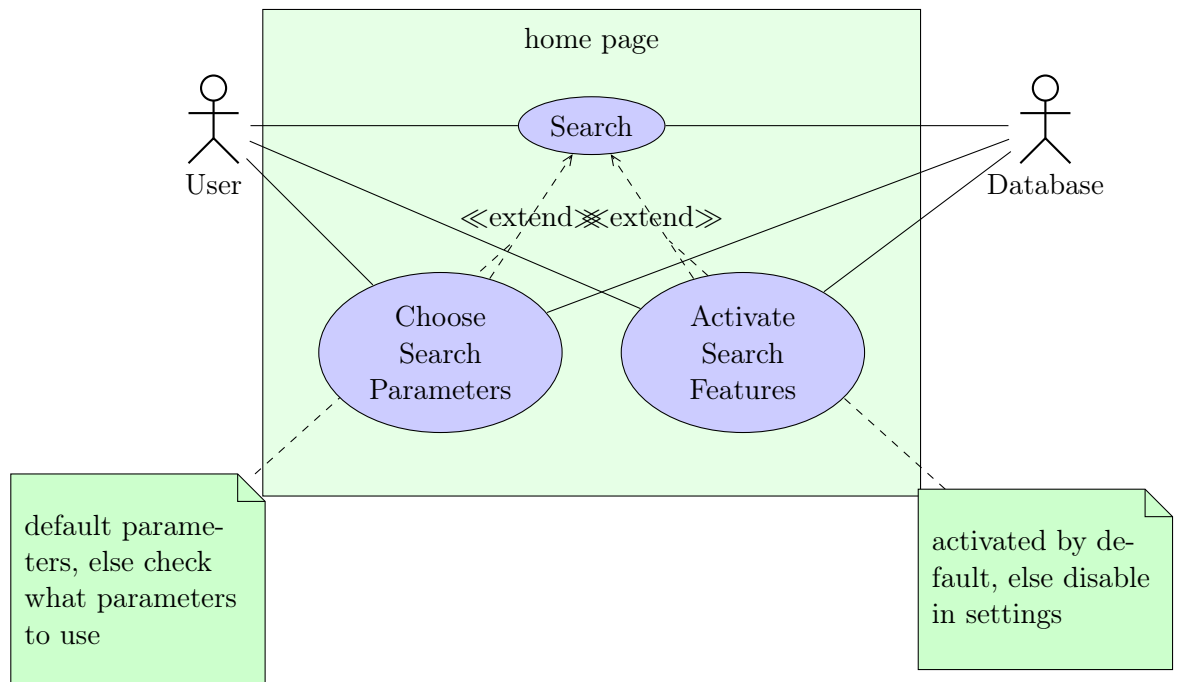 home page
Search
User
Database
≪extend≫
≪extend≫
Choose
Search
Parameters
Activate
Search
Features
default parame-
ters, else check
what parameters
to use
activated by de-
fault, else disable
in settings